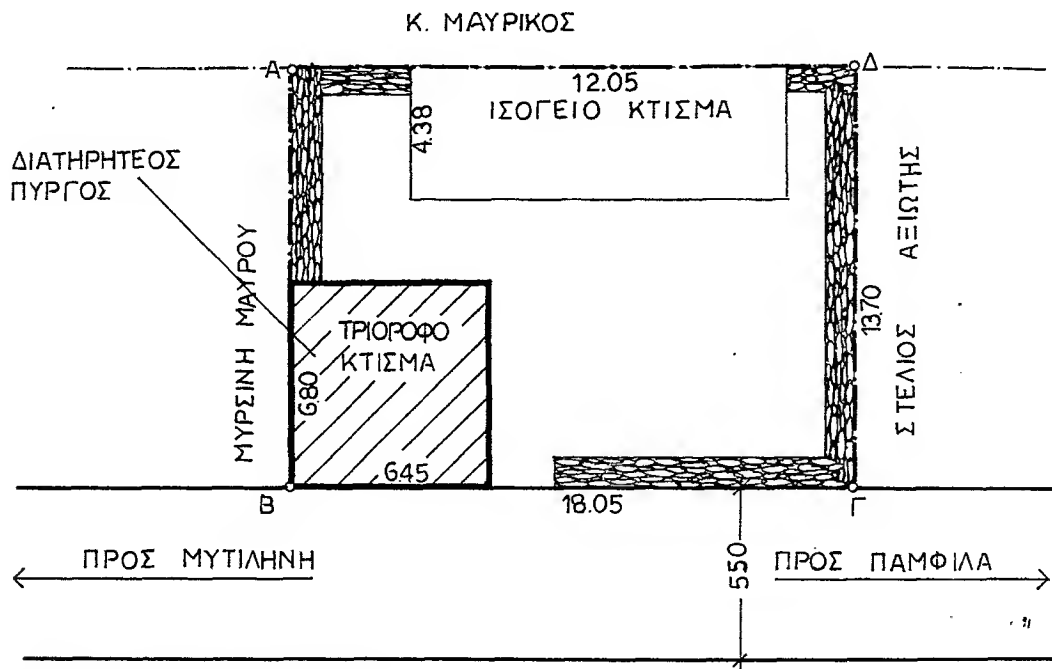 Κ. ΜΑΥΡΙΚΟΣ
Α
Δ
12.05
ΙΣΟΓΕΙΟ ΚΤΙΣΜΑ
4.38
ΔΙΑΤΗΡΗΤΕΟΣ
ΠΥΡΓΟΣ
ΜΥΡΣΙΝΗ ΜΑΥΡΟΥ
ΤΡΙΟΡΟΦΟ
ΚΤΙΣΜΑ
6.80
6.45
13.70
ΣΤΕΛΙΟΣ ΑΞΙΩΤΗΣ
Β
18.05
Γ
ΠΡΟΣ ΜΥΤΙΛΗΝΗ
5.50
ΠΡΟΣ ΠΑΜΦΙΛΑ